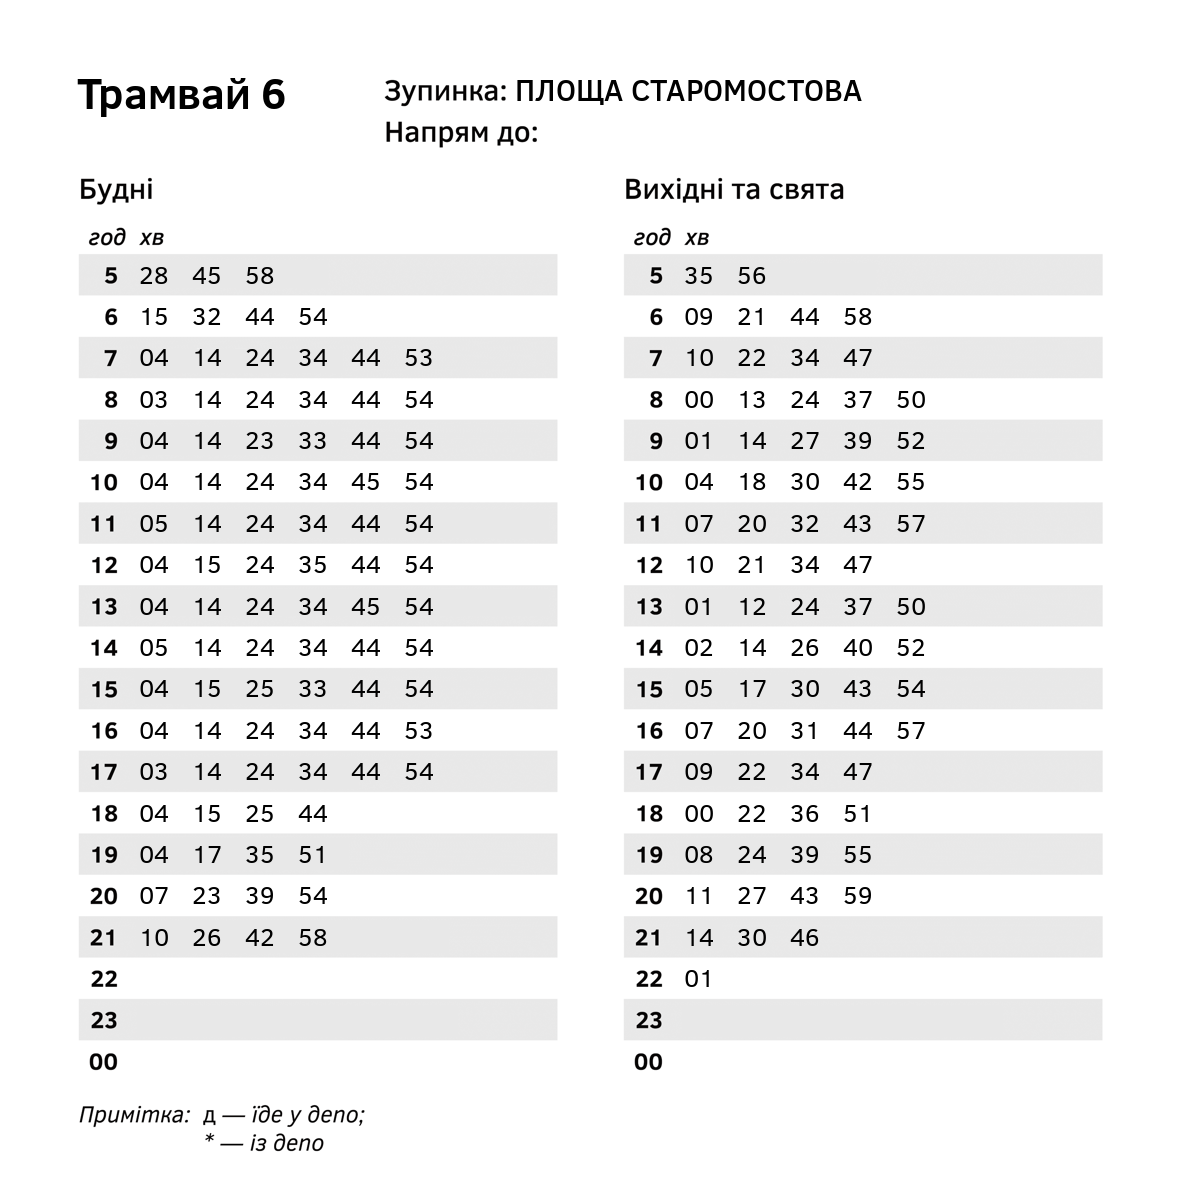 Трамвай 6
Зупинка: ПЛОЩА СТАРОМОСТОВА
Напрям до:
Будні
год хв
5 28 45 58
6 15 32 44 54
7 04 14 24 34 44 53
8 03 14 24 34 44 54
9 04 14 23 33 44 54
10 04 14 24 34 45 54
11 05 14 24 34 44 54
12 04 15 24 35 44 54
13 04 14 24 34 45 54
14 05 14 24 34 44 54
15 04 15 25 33 44 54
16 04 14 24 34 44 53
17 03 14 24 34 44 54
18 04 15 25 44
19 04 17 35 51
20 07 23 39 54
21 10 26 42 58
22
23
00
Вихідні та свята
год хв
5 35 56
6 09 21 44 58
7 10 22 34 47
8 00 13 24 37 50
9 01 14 27 39 52
10 04 18 30 42 55
11 07 20 32 43 57
12 10 21 34 47
13 01 12 24 37 50
14 02 14 26 40 52
15 05 17 30 43 54
16 07 20 31 44 57
17 09 22 34 47
18 00 22 36 51
19 08 24 39 55
20 11 27 43 59
21 14 30 46
22 01
23
00
Примітка: д — їде у депо;
* — із депо